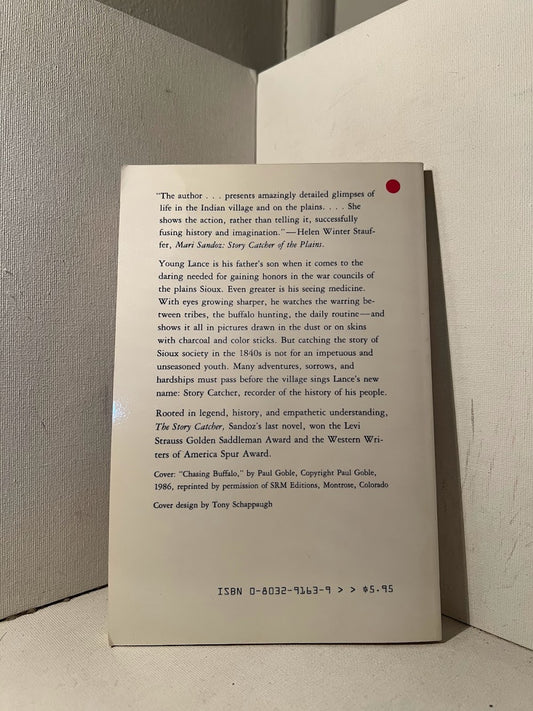 "The author . . . presents amazingly detailed glimpses of
life in the Indian village and on the plains. . . . She
shows the action, rather than telling it, successfully
fusing history and imagination."—Helen Winter Stauf-
fer, Mari Sandoz: Story Catcher of the Plains.
Young Lance is his father's son when it comes to the
daring needed for gaining honors in the war councils of
the plains Sioux. Even greater is his seeing medicine.
With eyes growing sharper, he watches the warring be-
tween tribes, the buffalo hunting, the daily routine—and
shows it all in pictures drawn in the dust or on skins
with charcoal and color sticks. But catching the story of
Sioux society in the 1840s is not for an impetuous and
unseasoned youth. Many adventures, sorrows, and
hardships must pass before the village sings Lance's new
name: Story Catcher, recorder of the history of his people.
Rooted in legend, history, and empathetic understanding,
The Story Catcher, Sandoz's last novel, won the Levi
Strauss Golden Saddleman Award and the Western Wri-
ters of America Spur Award.
Cover: "Chasing Buffalo," by Paul Goble, Copyright Paul Goble,
1986, reprinted by permission of SRM Editions, Montrose, Colorado
Cover design by Tony Schappaugh
ISBN 0-8032-9163-9 > > $5.95